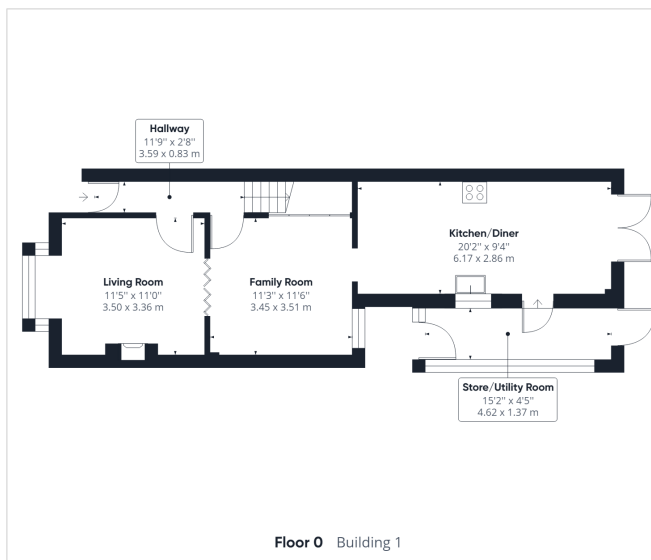 Hallway
11'9" x 2'8"
3.59 x 0.83 m
Kitchen/Diner
20'2" x 9'4"
6.17 x 2.86 m
Living Room
11'5" x 11'0"
3.50 x 3.36 m
Family Room
11'3" x 11'6"
3.45 x 3.51 m
Store/Utility Room
15'2" x 4'5"
4.62 x 1.37 m
Floor 0 Building 1